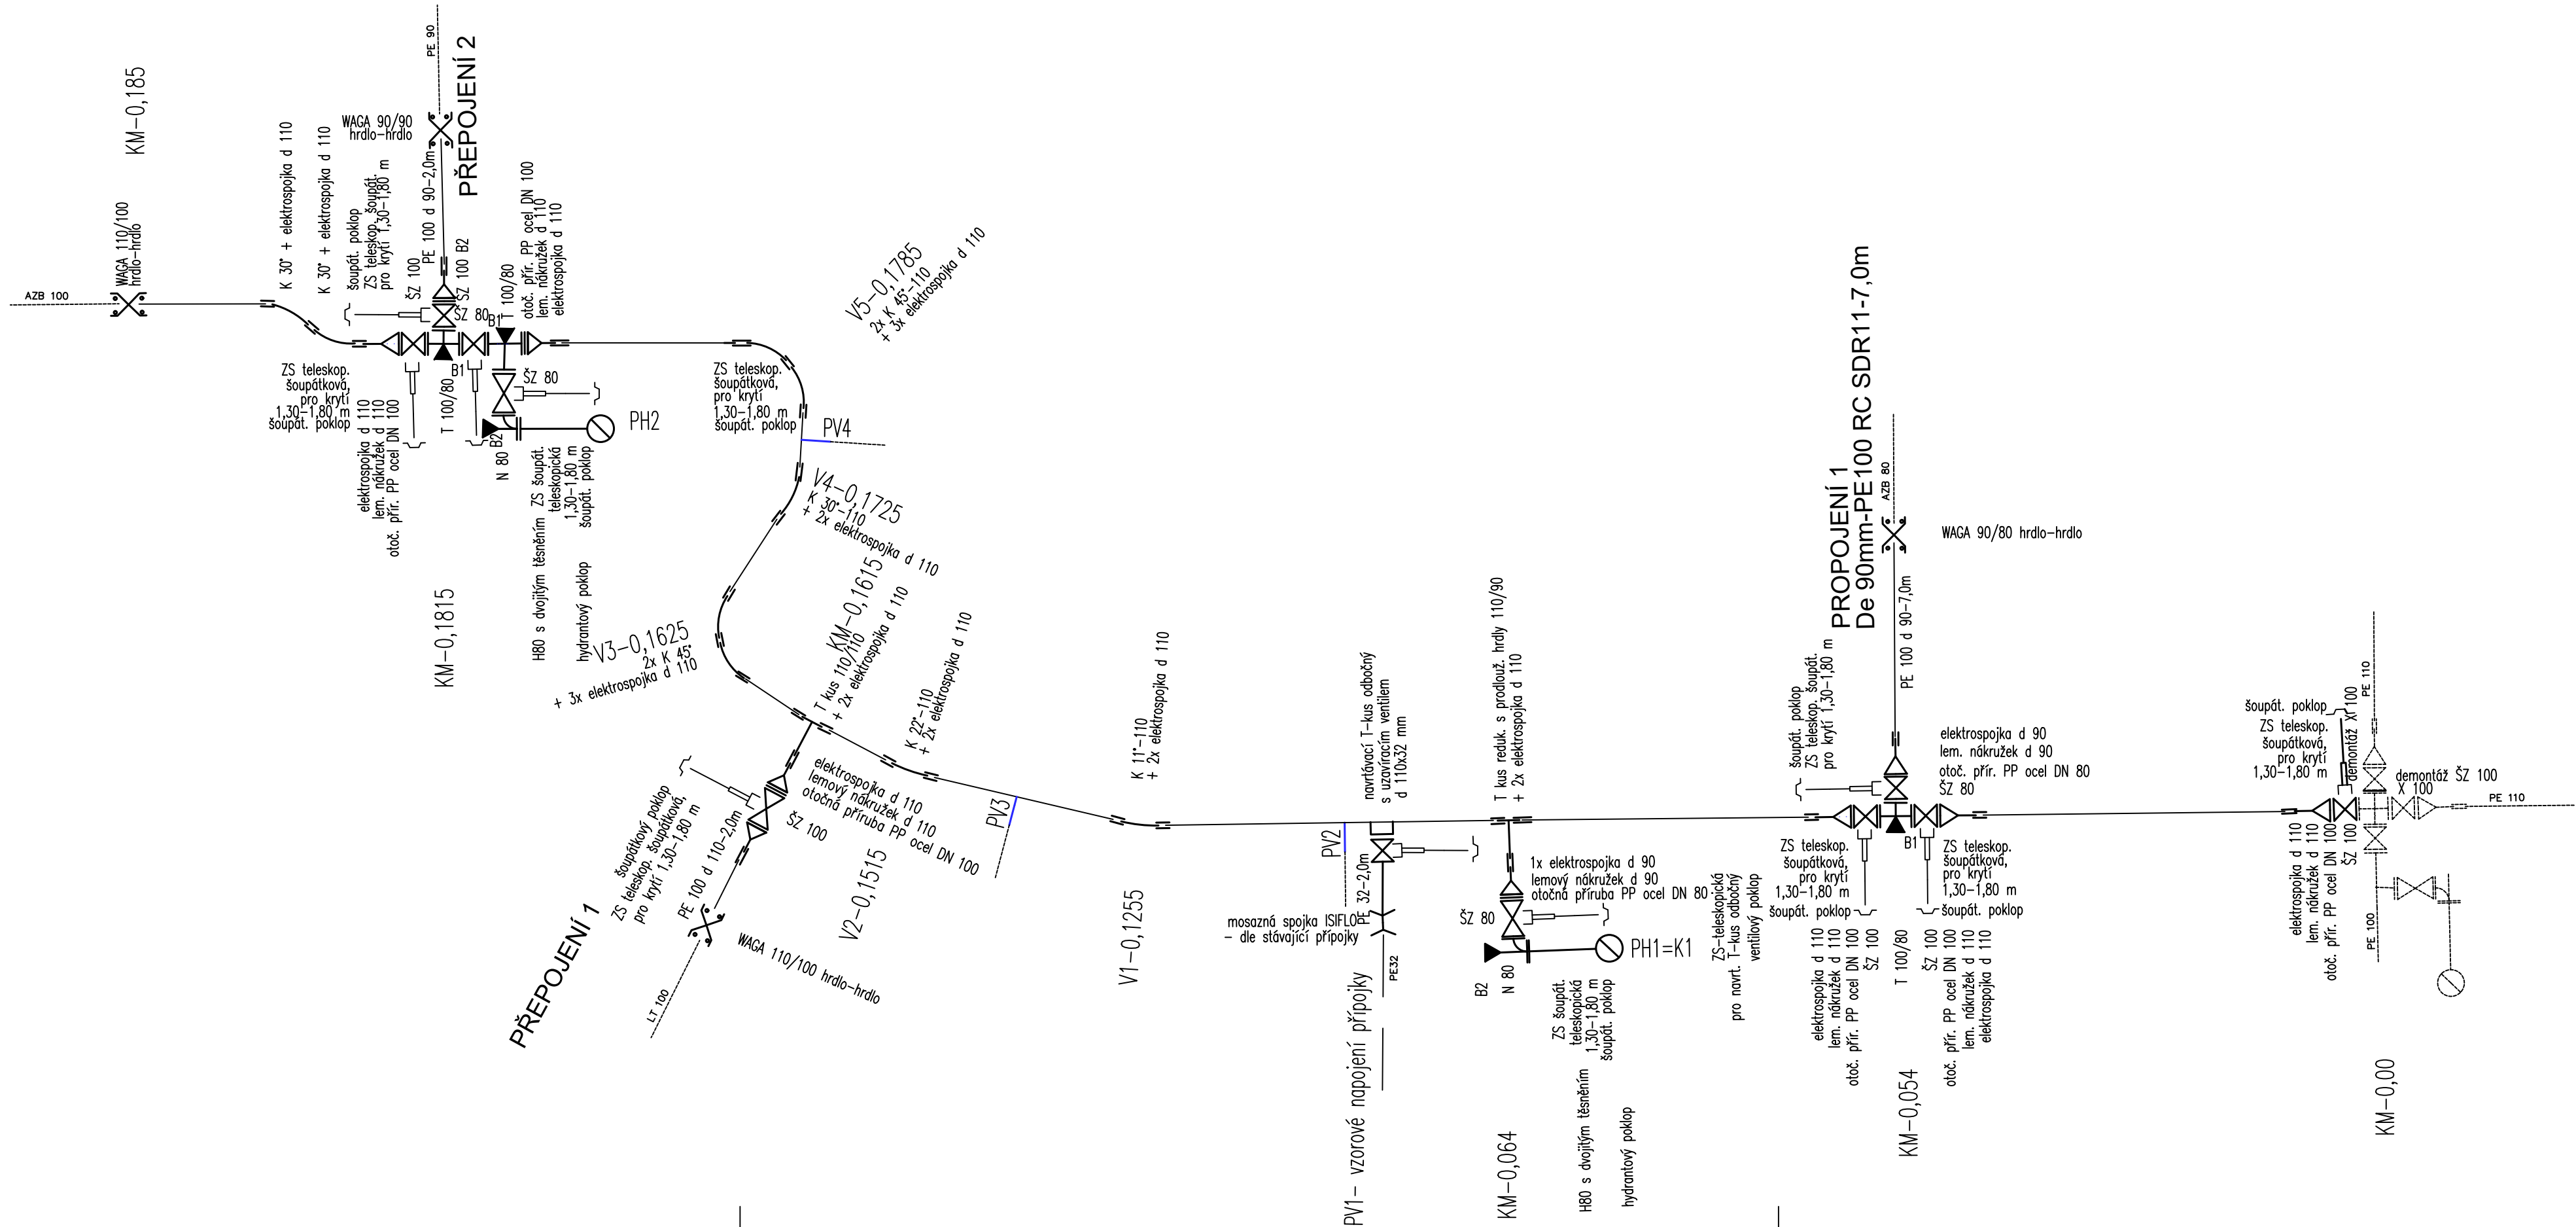 KM-0,185
PE 90
PŘEPOJENÍ 2
WAGA 90/90
hrdlo-hrdlo
K 30° + elektrospojka d 110
K 30° + elektrospojka d 110
šoupát. poklop
ZS teleskop. šoupát.
pro krytí 1,30-1,80 m
PE 100 d 90-2,0m
WAGA 110/100
hrdlo-hrdlo
AZB 100
ŠZ 100
ŠZ 100 B2
ŠZ 80
B1
T 100/80
otoč. přír. PP ocel DN 100
lem. nákružek d 110
elektrospojka d 110
ZS teleskop.
šoupátková,
pro krytí
1,30-1,80 m
šoupát. poklop
elektrospojka d 110
lem. nákružek d 110
otoč. přír. PP ocel DN 100
T 100/80
B1
ŠZ 80
B2
N 80
PH2
H80 s dvojitým těsněním
ZS šoupát.
teleskopická
1,30-1,80 m
šoupát. poklop
hydrantový poklop
KM-0,1815
V5-0,1785
2x K 45°-110
+ 3x elektrospojka d 110
ZS teleskop.
šoupátková,
pro krytí
1,30-1,80 m
šoupát. poklop
PV4
V4-0,1725
K 30°-110
+ 2x elektrospojka d 110
V3-0,1625
2x K 45°
+ 3x elektrospojka d 110
KM-0,1615
T kus 110/110
+ 2x elektrospojka d 110
K 22°-110
+ 2x elektrospojka d 110
šoupátkový poklop
ZS teleskop. šoupátková,
pro krytí 1,30-1,80 m
elektrospojka d 110
lemový nákružek d 110
otočná příruba PP ocel DN 100
ŠZ 100
PE 100 d 110-2,0m
PŘEPOJENÍ 1
WAGA 110/100 hrdlo-hrdlo
LT 100
V2-0,1515
PV3
K 11°-110
+ 2x elektrospojka d 110
V1-0,1255
navrtávací T-kus odbočný
s uzavíracím ventilem
d 110x32 mm
PV2
PE 32-2,0m
mosazná spojka ISIFLO
- dle stávající přípojky
PE32
PV1- vzorové napojení přípojky
T kus reduk. s prodlouž. hrdly 110/90
+ 2x elektrospojka d 110
1x elektrospojka d 90
lemový nákružek d 90
otočná příruba PP ocel DN 80
ŠZ 80
PH1=K1
B2
N 80
ZS šoupát.
teleskopická
1,30-1,80 m
šoupát. poklop
H80 s dvojitým těsněním
hydrantový poklop
KM-0,064
ZS-teleskopická
pro navrt. T-kus odbočný
ventilový poklop
PROPOJENÍ 1
De 90mm-PE100 RC SDR11-7,0m
AZB 80
WAGA 90/80 hrdlo-hrdlo
PE 100 d 90-7,0m
šoupát. poklop
ZS teleskop. šoupát.
pro krytí 1,30-1,80 m
elektrospojka d 90
lem. nákružek d 90
otoč. přír. PP ocel DN 80
ŠZ 80
B1
ZS teleskop.
šoupátková,
pro krytí
1,30-1,80 m
šoupát. poklop
ZS teleskop.
šoupátková,
pro krytí
1,30-1,80 m
šoupát. poklop
elektrospojka d 110
lem. nákružek d 110
otoč. přír. PP ocel DN 100
ŠZ 100
T 100/80
ŠZ 100
otoč. přír. PP ocel DN 100
lem. nákružek d 110
elektrospojka d 110
KM-0,054
šoupát. poklop
ZS teleskop.
šoupátková,
pro krytí
1,30-1,80 m
PE 110
demontáž X 100
demontáž ŠZ 100
X 100
PE 110
elektrospojka d 110
lem. nákružek d 110
otoč. přír. PP ocel DN 100
ŠZ 100
PE 100
KM-0,00